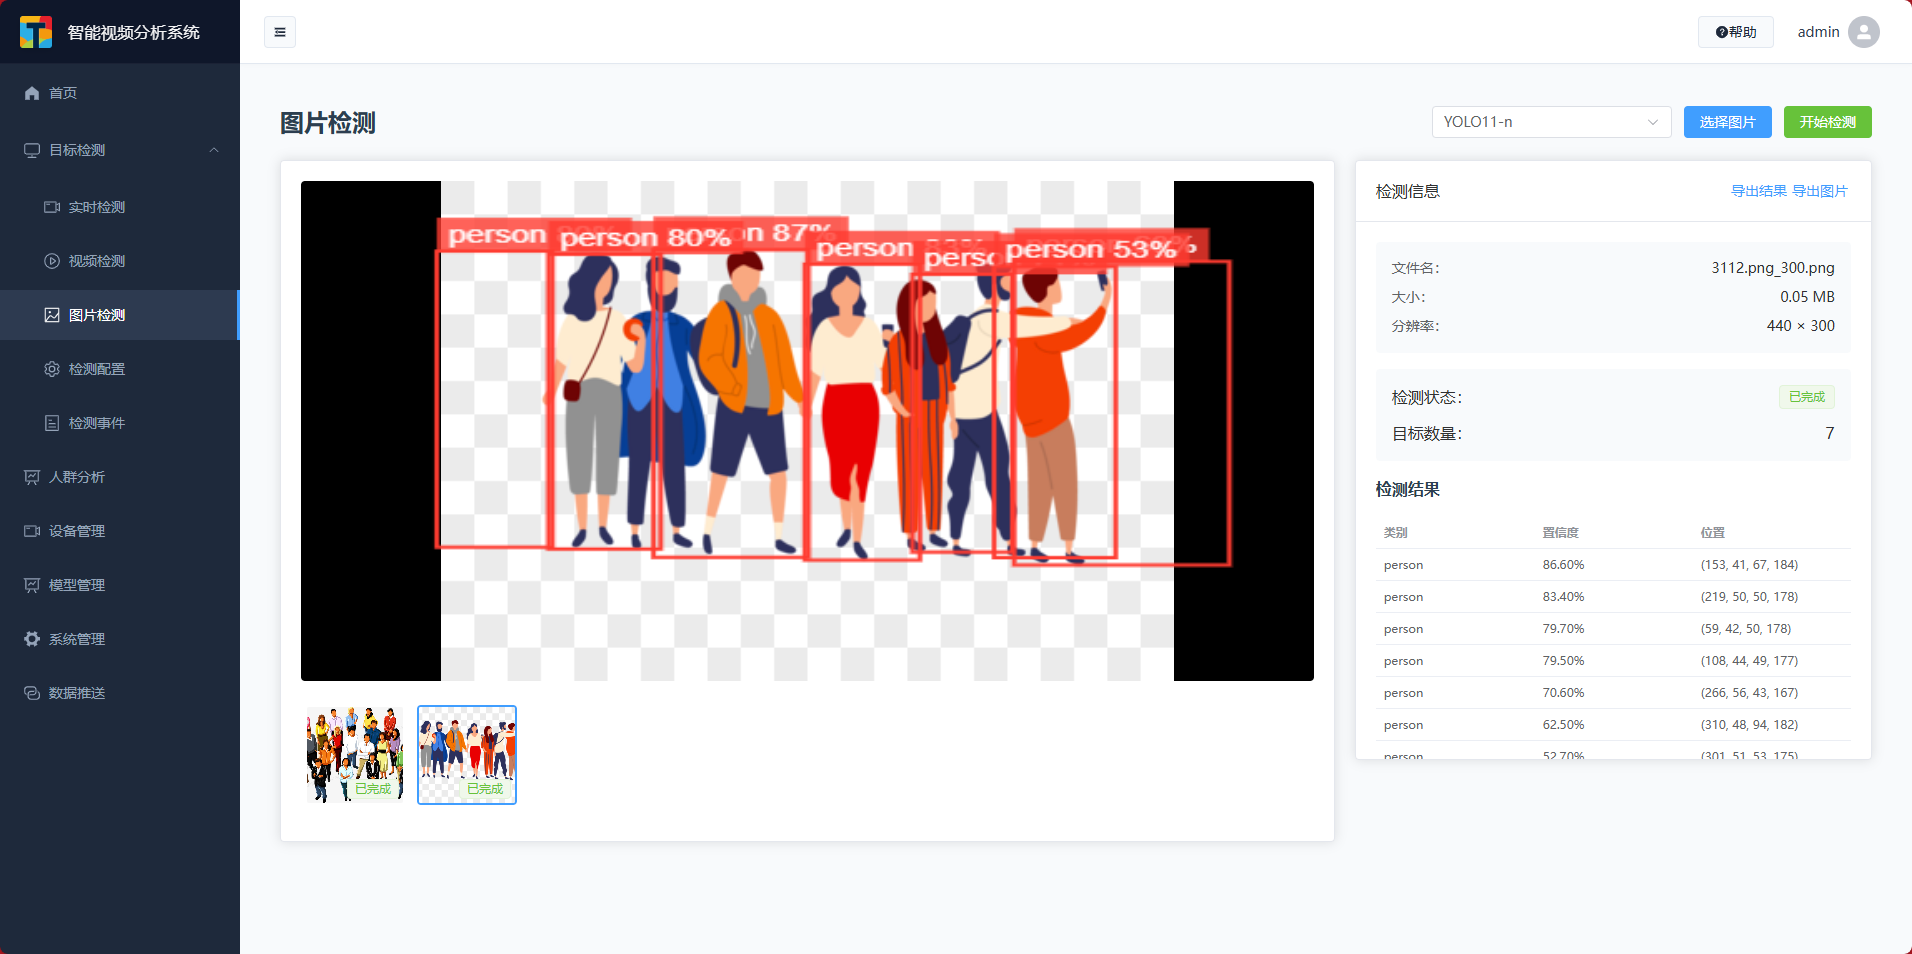 智能视频分析系统
帮助
admin
首页
目标检测
实时检测
视频检测
图片检测
检测配置
检测事件
人群分析
设备管理
模型管理
系统管理
数据推送
图片检测
YOLO11-n
选择图片
开始检测
person
person 80%
n 87%
person
perso
person 53%
已完成
已完成
检测信息
导出结果 导出图片
文件名:
3112.png_300.png
大小:
0.05 MB
分辨率:
440 × 300
检测状态:
已完成
目标数量:
7
检测结果
类别 置信度 位置
person 86.60% (153, 41, 67, 184)
person 83.40% (219, 50, 50, 178)
person 79.70% (59, 42, 50, 178)
person 79.50% (108, 44, 49, 177)
person 70.60% (266, 56, 43, 167)
person 62.50% (310, 48, 94, 182)
person 52.70% (301, 51, 53, 175)